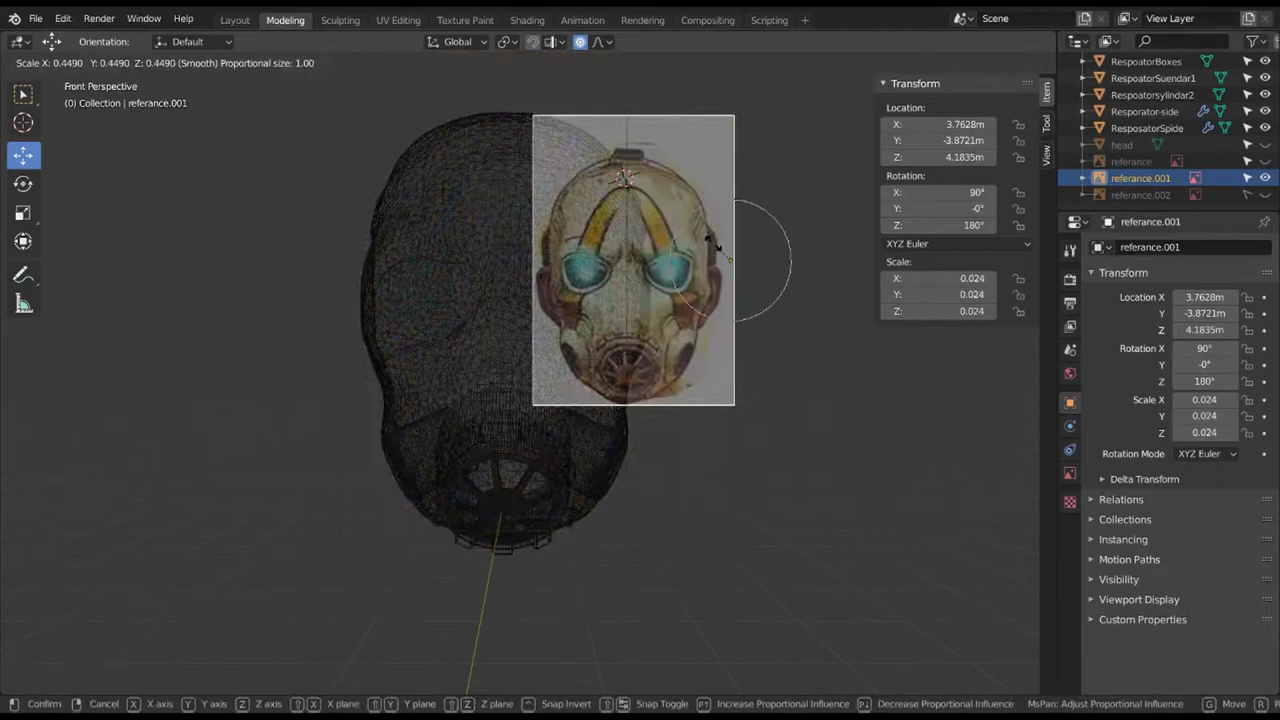 File Edit Render Window Help Layout Modeling Sculpting UV Editing Texture Paint Shading Animation Rendering Compositing Scripting + Scene View Layer
Orientation: Default Global
Scale X: 0.4490 Y: 0.4490 Z: 0.4490 (Smooth) Proportional size: 1.00
Front Perspective
(0) Collection | referance.001
Transform
Location:
X: 3.7628m
Y: -3.8721m
Z: 4.1835m
Rotation:
X: 90°
Y: -0°
Z: 180°
XYZ Euler
Scale:
X: 0.024
Y: 0.024
Z: 0.024
Item
Tool
View
RespoatorBoxes
RespoatorSuendar1
Respoatorsylindar2
Resporator-side
ResposatorSpide
head
referance
referance.001
referance.002
referance.001
referance.001
Transform
Location X 3.7628m
Y -3.8721m
Z 4.1835m
Rotation X 90°
Y -0°
Z 180°
Scale X 0.024
Y 0.024
Z 0.024
Rotation Mode XYZ Euler
Delta Transform
Relations
Collections
Instancing
Motion Paths
Visibility
Viewport Display
Custom Properties
Confirm Cancel X X axis Y Y axis Z Z axis X X plane Y Y plane Z Z plane Snap Invert Snap Toggle Increase Proportional Influence Decrease Proportional Influence MsPan: Adjust Proportional Influence G Move R